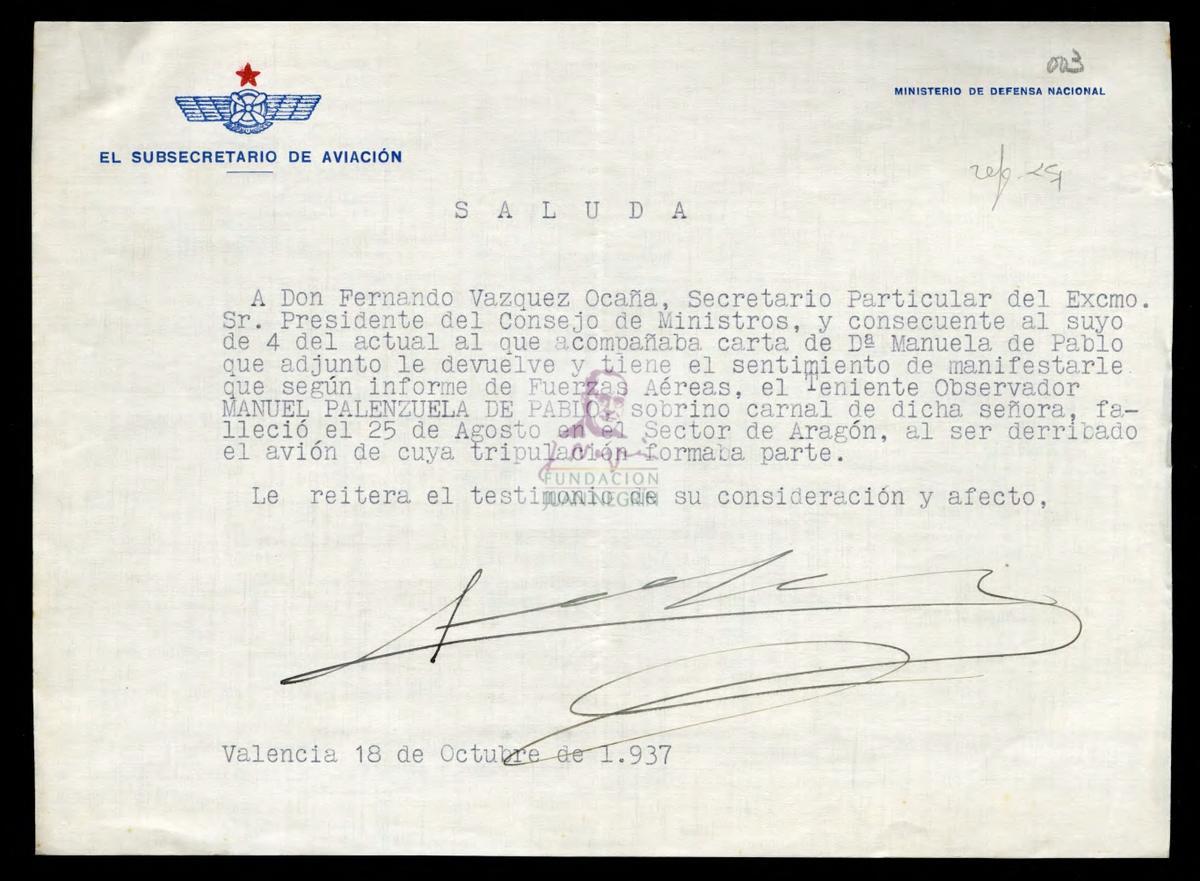 003
MINISTERIO DE DEFENSA NACIONAL
EL SUBSECRETARIO DE AVIACIÓN
S A L U D A
A Don Fernando Vazquez Ocaña, Secretario Particular del Excmo.
Sr. Presidente del Consejo de Ministros, y consecuente al suyo
de 4 del actual al que acompañaba carta de Dª Manuela de Pablo
que adjunto le devuelve y tiene el sentimiento de manifestarle
que según informe de Fuerzas Aéreas, el Teniente Observador
MANUEL PALENZUELA DE PABLO, sobrino carnal de dicha señora, fa-
lleció el 25 de Agosto en el Sector de Aragón, al ser derribado
el avión de cuya tripulación formaba parte.
Le reitera el testimonio de su consideración y afecto,
FUNDACION
JUAN NEGRIN
Valencia 18 de Octubre de 1.937